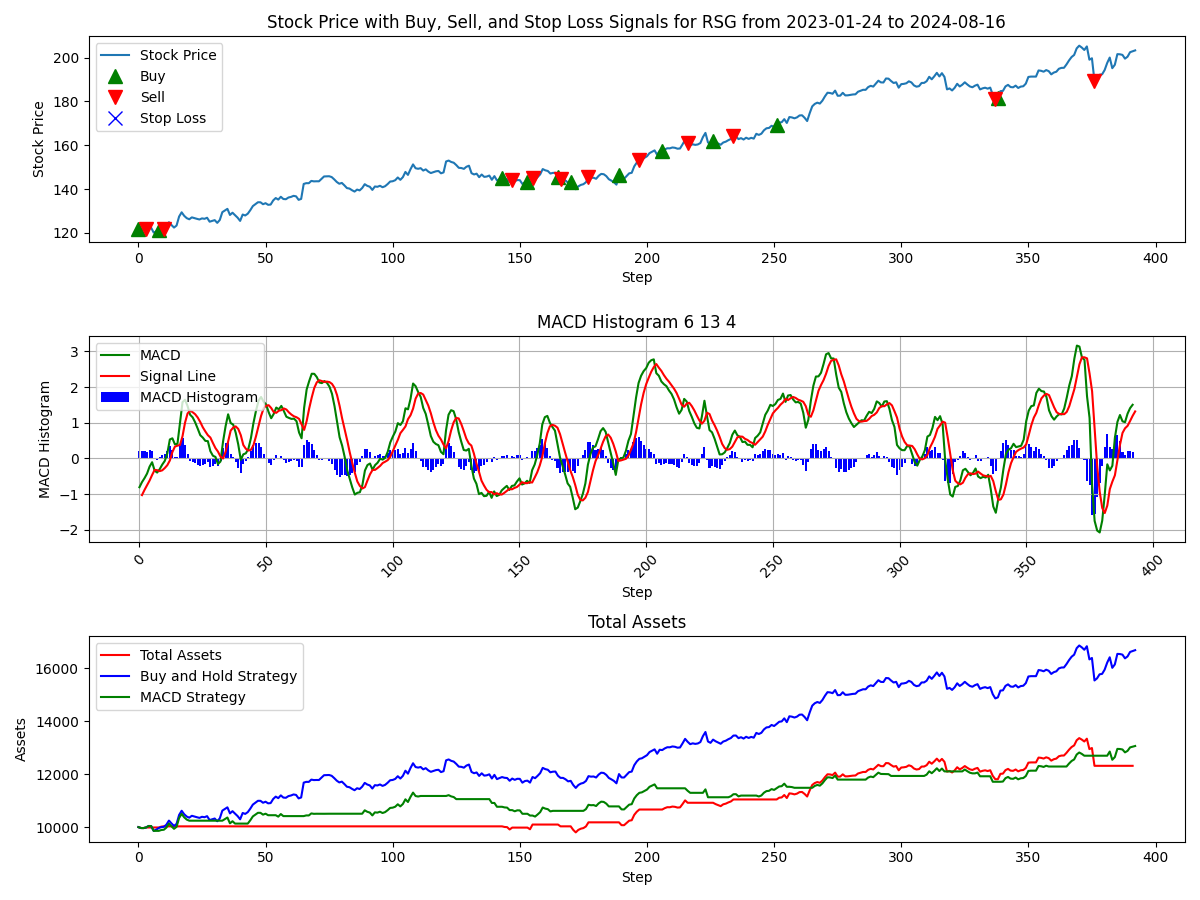 Stock Price with Buy, Sell, and Stop Loss Signals for RSG from 2023-01-24 to 2024-08-16
Stock Price
200
180
160
140
120
Stock Price
Buy
Sell
Stop Loss
0 50 100 150 200 250 300 350 400
Step
MACD Histogram 6 13 4
MACD Histogram
3
2
1
0
−1
−2
MACD
Signal Line
MACD Histogram
0 50 100 150 200 250 300 350 400
Step
Total Assets
Assets
16000
14000
12000
10000
Total Assets
Buy and Hold Strategy
MACD Strategy
0 50 100 150 200 250 300 350 400
Step